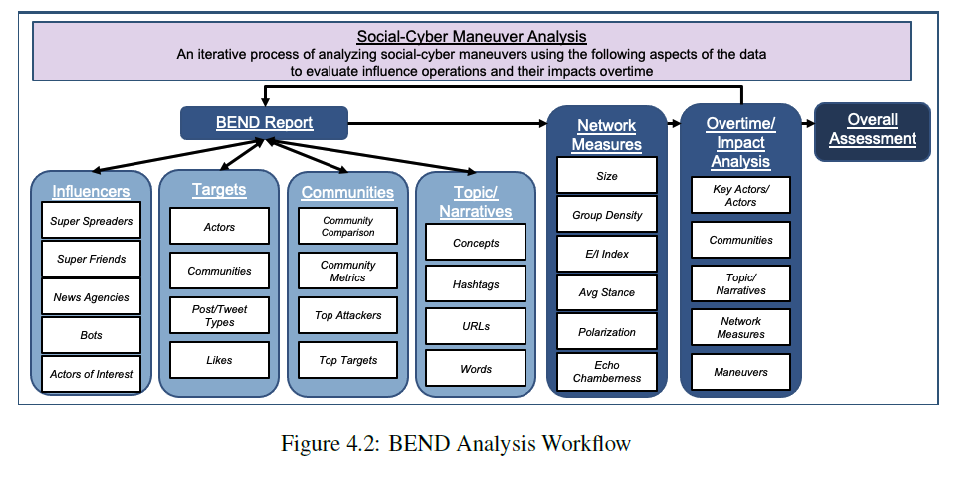 Social-Cyber Maneuver Analysis
An iterative process of analyzing social-cyber maneuvers using the following aspects of the data
to evaluate influence operations and their impacts overtime
BEND Report
Influencers
Super Spreaders
Super Friends
News Agencies
Bots
Actors of Interest
Targets
Actors
Communities
Post/Tweet
Types
Likes
Communities
Community
Comparison
Community
Metrics
Top Attackers
Top Targets
Topic/
Narratives
Concepts
Hashtags
URLs
Words
Network
Measures
Size
Group Density
E/I Index
Avg Stance
Polarization
Echo
Chamberness
Overtime/
Impact
Analysis
Key Actors/
Actors
Communities
Topic/
Narratives
Network
Measures
Maneuvers
Overall
Assessment
Figure 4.2: BEND Analysis Workflow